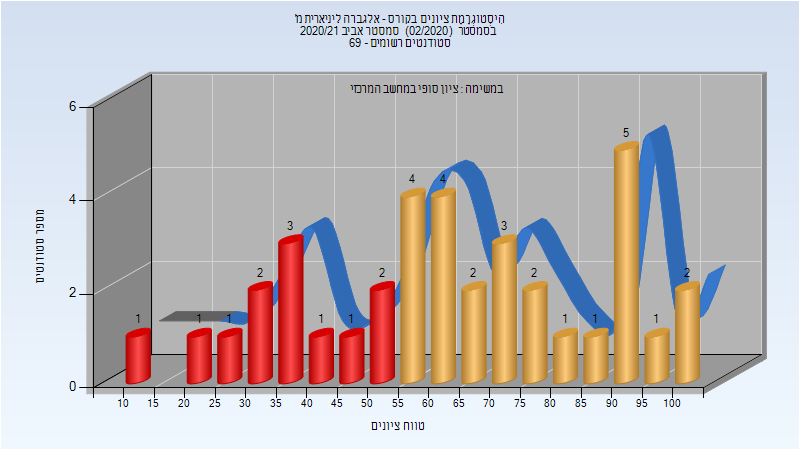 היסטוגרמת ציונים בקורס - אלגברה ליניארית מ'
בסמסטר (02/2020) סמסטר אביב 2020/21
סטודנטים רשומים - 69
במשימה : ציון סופי במחשב המרכזי
מספר סטודנטים
6
4
2
0
1 1 1 2 3 1 1 2 4 4 2 3 2 1 1 5 1 2
10 15 20 25 30 35 40 45 50 55 60 65 70 75 80 85 90 95 100
טווח ציונים